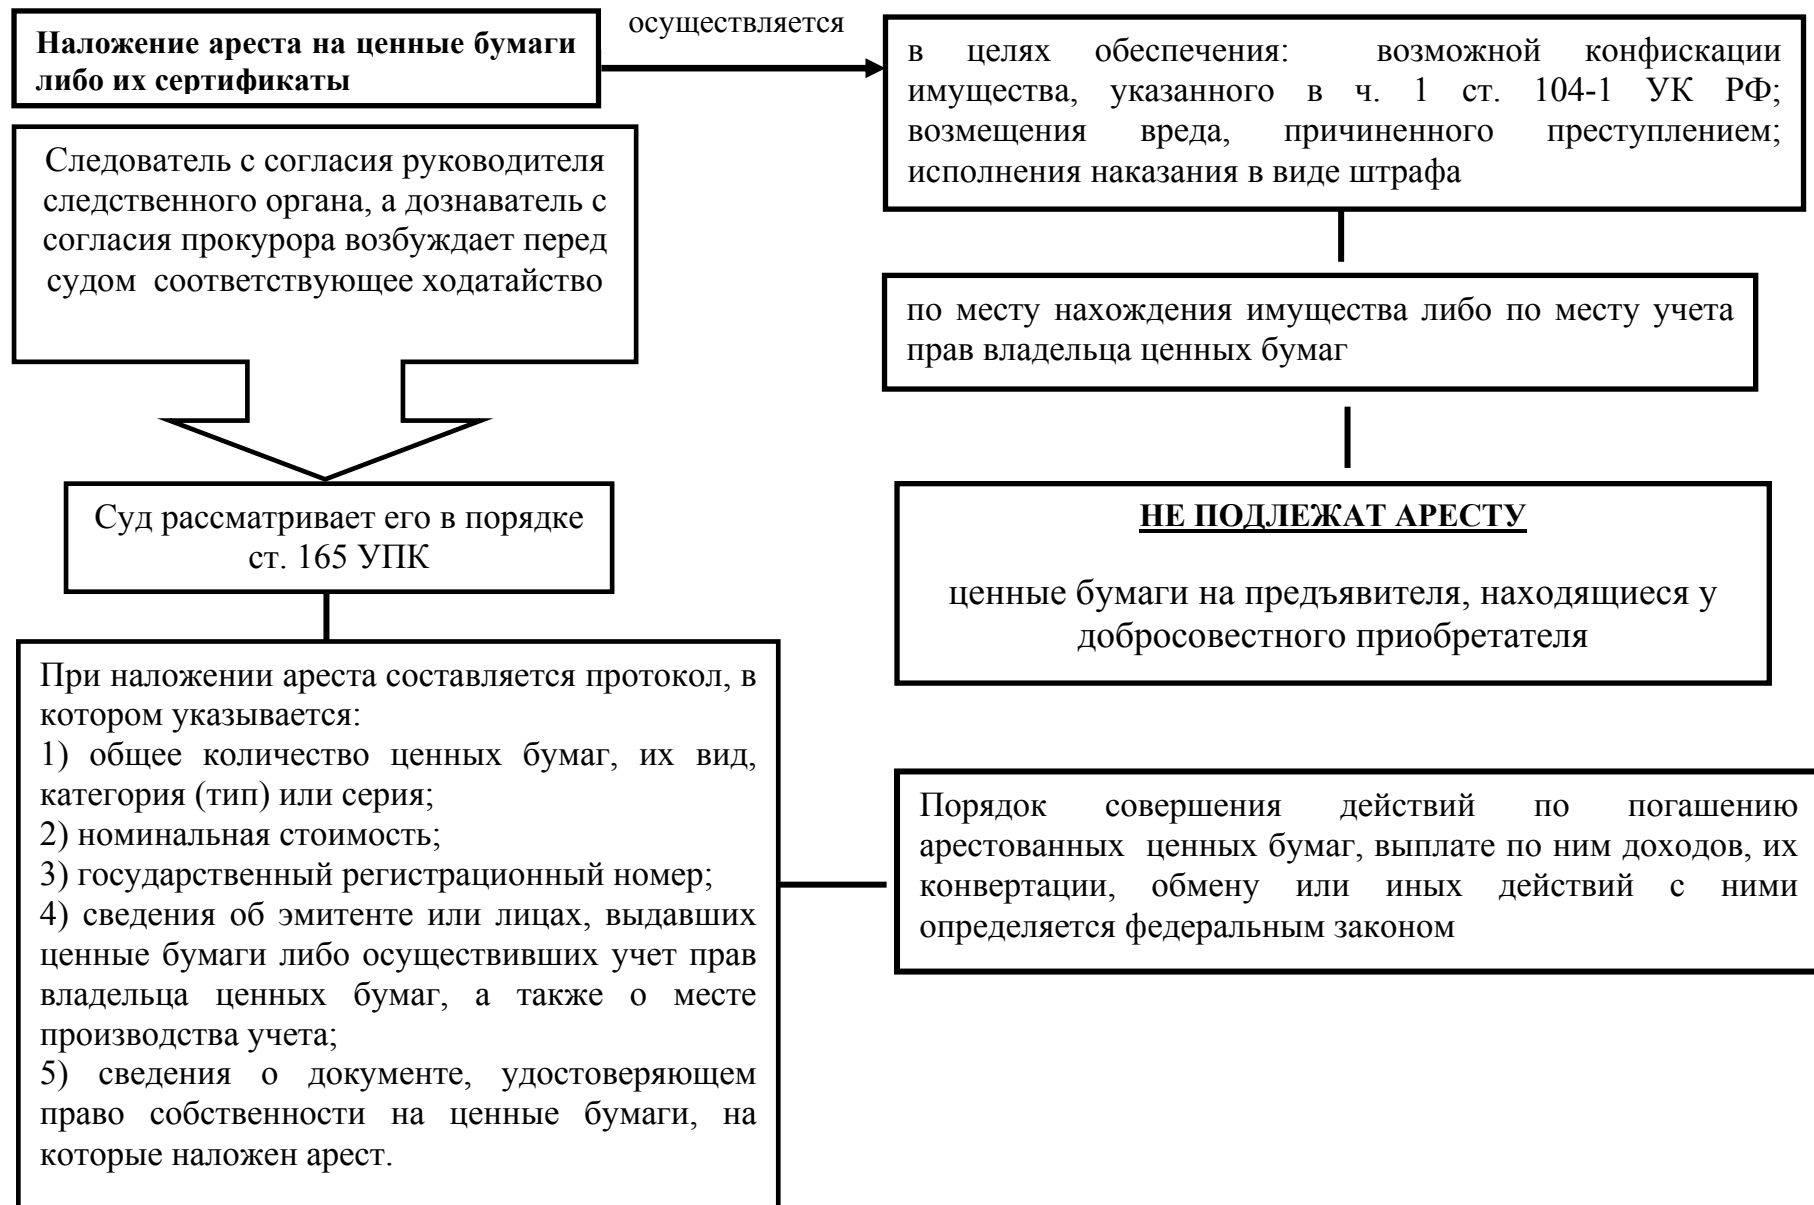 осуществляется
Наложение ареста на ценные бумаги
либо их сертификаты
в целях обеспечения: возможной конфискации
имущества, указанного в ч. 1 ст. 104-1 УК РФ;
возмещения вреда, причиненного преступлением;
исполнения наказания в виде штрафа
Следователь с согласия руководителя
следственного органа, а дознаватель с
согласия прокурора возбуждает перед
судом соответствующее ходатайство
по месту нахождения имущества либо по месту учета
прав владельца ценных бумаг
Суд рассматривает его в порядке
ст. 165 УПК
НЕ ПОДЛЕЖАТ АРЕСТУ
ценные бумаги на предъявителя, находящиеся у
добросовестного приобретателя
При наложении ареста составляется протокол, в
котором указывается:
1) общее количество ценных бумаг, их вид,
категория (тип) или серия;
2) номинальная стоимость;
3) государственный регистрационный номер;
4) сведения об эмитенте или лицах, выдавших
ценные бумаги либо осуществивших учет прав
владельца ценных бумаг, а также о месте
производства учета;
5) сведения о документе, удостоверяющем
право собственности на ценные бумаги, на
которые наложен арест.
Порядок совершения действий по погашению
арестованных ценных бумаг, выплате по ним доходов, их
конвертации, обмену или иных действий с ними
определяется федеральным законом